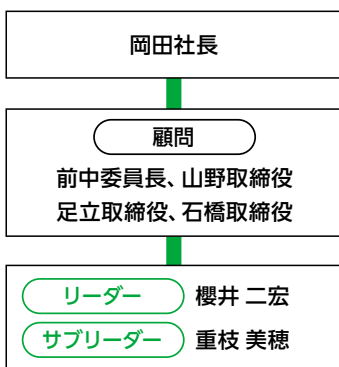 岡田社長
顧問
前中委員長、山野取締役
足立取締役、石橋取締役
リーダー 櫻井 二宏
サブリーダー 重枝 美穂